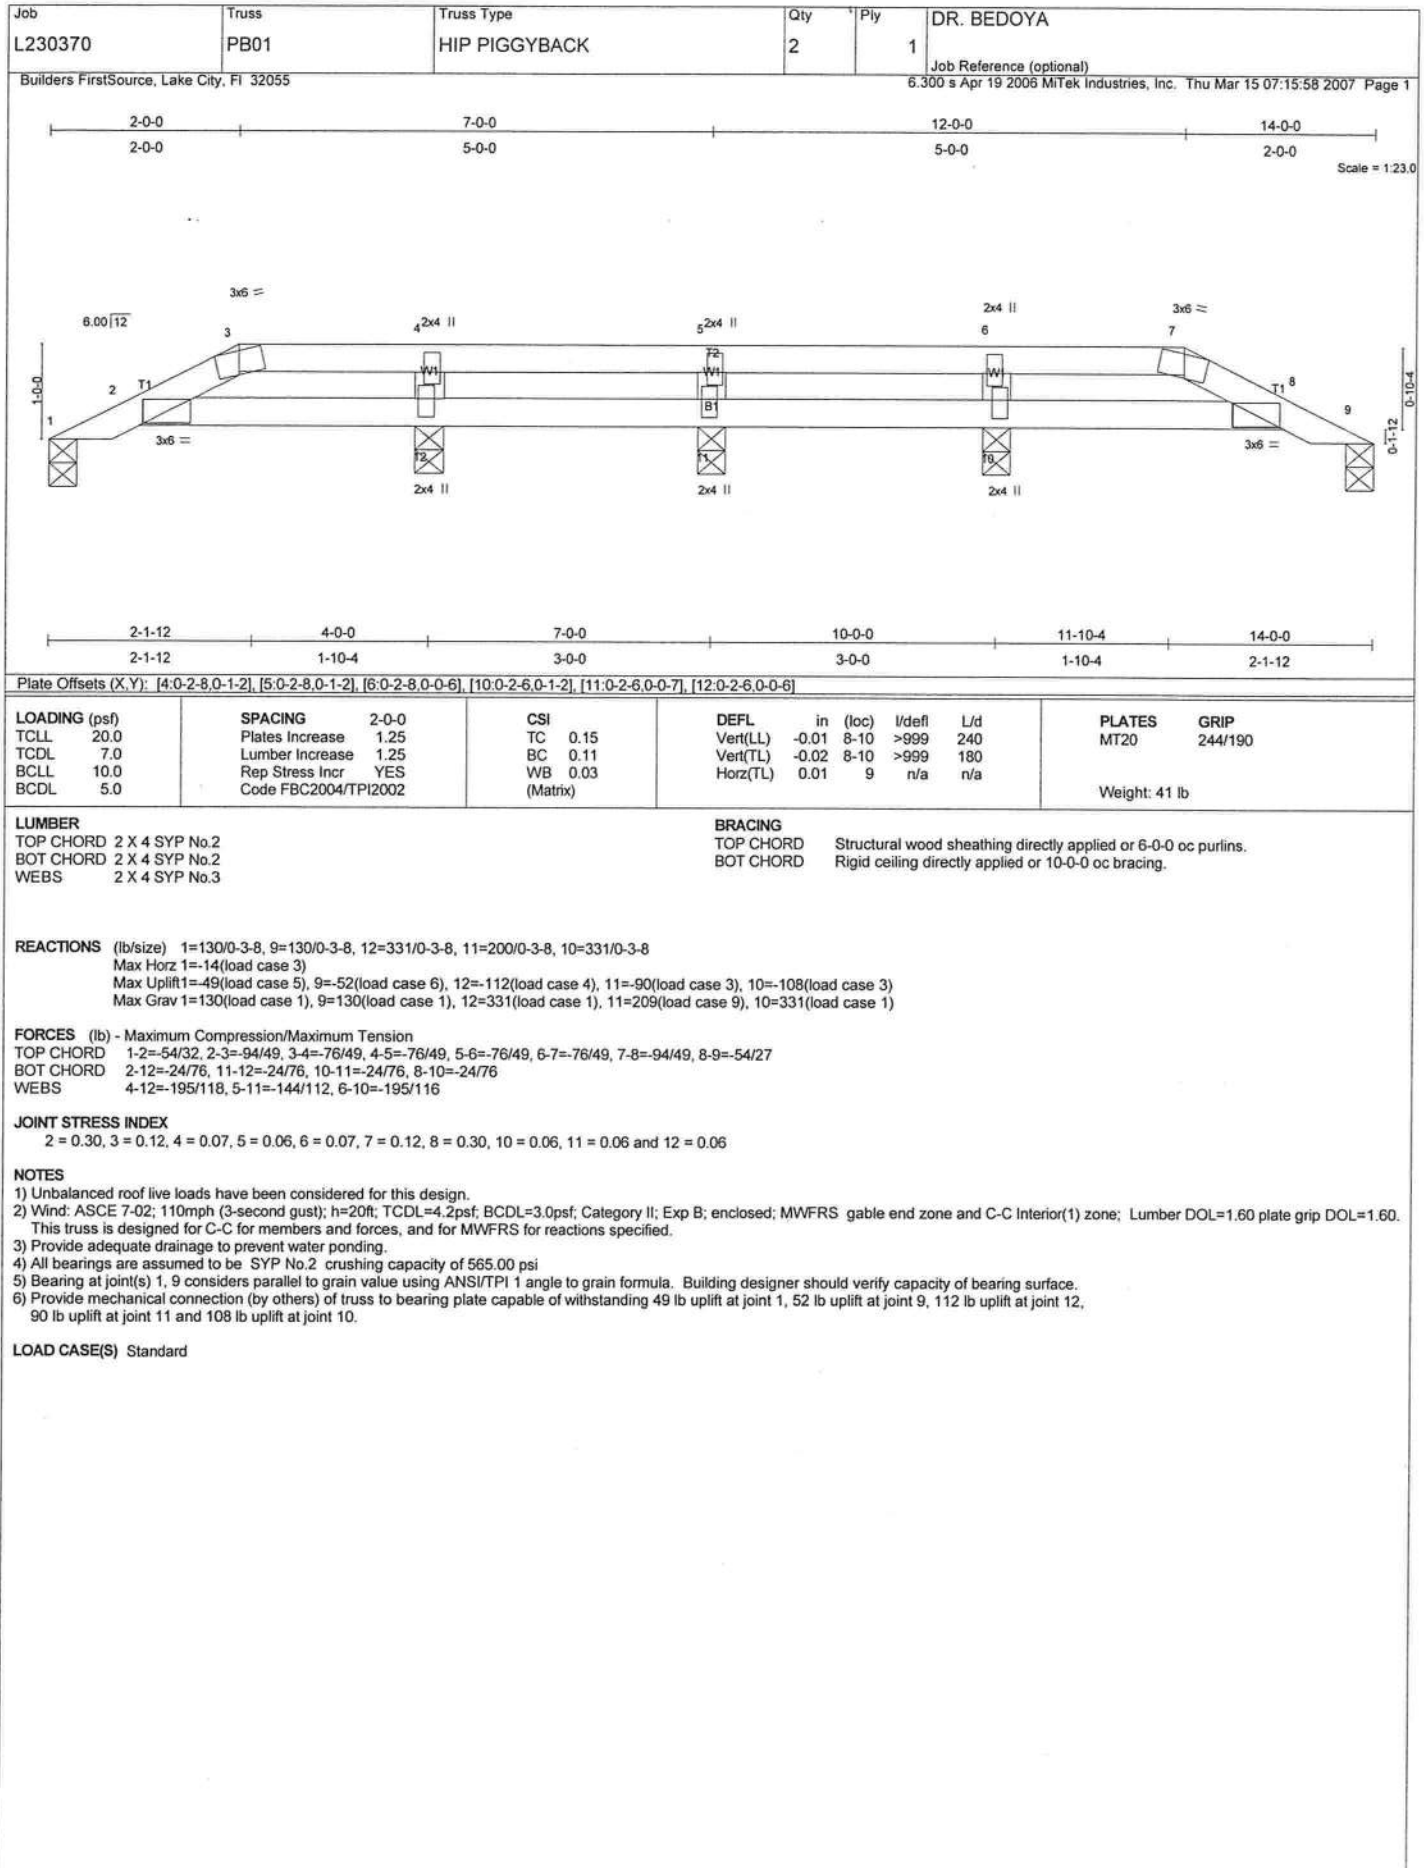 Job Truss Truss Type Qty Ply DR. BEDOYA
L230370 PB01 HIP PIGGYBACK 2 1
Job Reference (optional)
Builders FirstSource, Lake City, Fl 32055 6.300 s Apr 19 2006 MiTek Industries, Inc. Thu Mar 15 07:15:58 2007 Page 1
2-0-0 7-0-0 12-0-0 14-0-0
2-0-0 5-0-0 5-0-0 2-0-0
Scale = 1:23.0
3x6 =
2x4 || 3x6 =
6.00 12 3 4 2x4 || 5 2x4 || 6 7
T2
1-0-0 2 T1 W1 W1 W1 T1 8 0-10-4
1 B1 9
3x6 = 3x6 = 0-1-12
12 11 10
2x4 || 2x4 || 2x4 ||
2-1-12 4-0-0 7-0-0 10-0-0 11-10-4 14-0-0
2-1-12 1-10-4 3-0-0 3-0-0 1-10-4 2-1-12
Plate Offsets (X,Y): [4:0-2-8,0-1-2], [5:0-2-8,0-1-2], [6:0-2-8,0-0-6], [10:0-2-6,0-1-2], [11:0-2-6,0-0-7], [12:0-2-6,0-0-6]
LOADING (psf) SPACING 2-0-0 CSI DEFL in (loc) l/defl L/d PLATES GRIP
TCLL 20.0 Plates Increase 1.25 TC 0.15 Vert(LL) -0.01 8-10 >999 240 MT20 244/190
TCDL 7.0 Lumber Increase 1.25 BC 0.11 Vert(TL) -0.02 8-10 >999 180
BCLL 10.0 Rep Stress Incr YES WB 0.03 Horz(TL) 0.01 9 n/a n/a
BCDL 5.0 Code FBC2004/TPI2002 (Matrix) Weight: 41 lb
LUMBER BRACING
TOP CHORD 2 X 4 SYP No.2 TOP CHORD Structural wood sheathing directly applied or 6-0-0 oc purlins.
BOT CHORD 2 X 4 SYP No.2 BOT CHORD Rigid ceiling directly applied or 10-0-0 oc bracing.
WEBS 2 X 4 SYP No.3
REACTIONS (lb/size) 1=130/0-3-8, 9=130/0-3-8, 12=331/0-3-8, 11=200/0-3-8, 10=331/0-3-8
Max Horz 1=-14(load case 3)
Max Uplift1=-49(load case 5), 9=-52(load case 6), 12=-112(load case 4), 11=-90(load case 3), 10=-108(load case 3)
Max Grav 1=130(load case 1), 9=130(load case 1), 12=331(load case 1), 11=209(load case 9), 10=331(load case 1)
FORCES (lb) - Maximum Compression/Maximum Tension
TOP CHORD 1-2=-54/32, 2-3=-94/49, 3-4=-76/49, 4-5=-76/49, 5-6=-76/49, 6-7=-76/49, 7-8=-94/49, 8-9=-54/27
BOT CHORD 2-12=-24/76, 11-12=-24/76, 10-11=-24/76, 8-10=-24/76
WEBS 4-12=-195/118, 5-11=-144/112, 6-10=-195/116
JOINT STRESS INDEX
2 = 0.30, 3 = 0.12, 4 = 0.07, 5 = 0.06, 6 = 0.07, 7 = 0.12, 8 = 0.30, 10 = 0.06, 11 = 0.06 and 12 = 0.06
NOTES
1) Unbalanced roof live loads have been considered for this design.
2) Wind: ASCE 7-02; 110mph (3-second gust); h=20ft; TCDL=4.2psf; BCDL=3.0psf; Category II; Exp B; enclosed; MWFRS gable end zone and C-C Interior(1) zone; Lumber DOL=1.60 plate grip DOL=1.60.
This truss is designed for C-C for members and forces, and for MWFRS for reactions specified.
3) Provide adequate drainage to prevent water ponding.
4) All bearings are assumed to be SYP No.2 crushing capacity of 565.00 psi
5) Bearing at joint(s) 1, 9 considers parallel to grain value using ANSI/TPI 1 angle to grain formula. Building designer should verify capacity of bearing surface.
6) Provide mechanical connection (by others) of truss to bearing plate capable of withstanding 49 lb uplift at joint 1, 52 lb uplift at joint 9, 112 lb uplift at joint 12,
90 lb uplift at joint 11 and 108 lb uplift at joint 10.
LOAD CASE(S) Standard